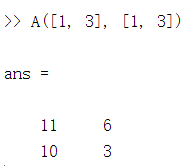 >> A([1, 3], [1, 3])
ans =
11 6
10 3